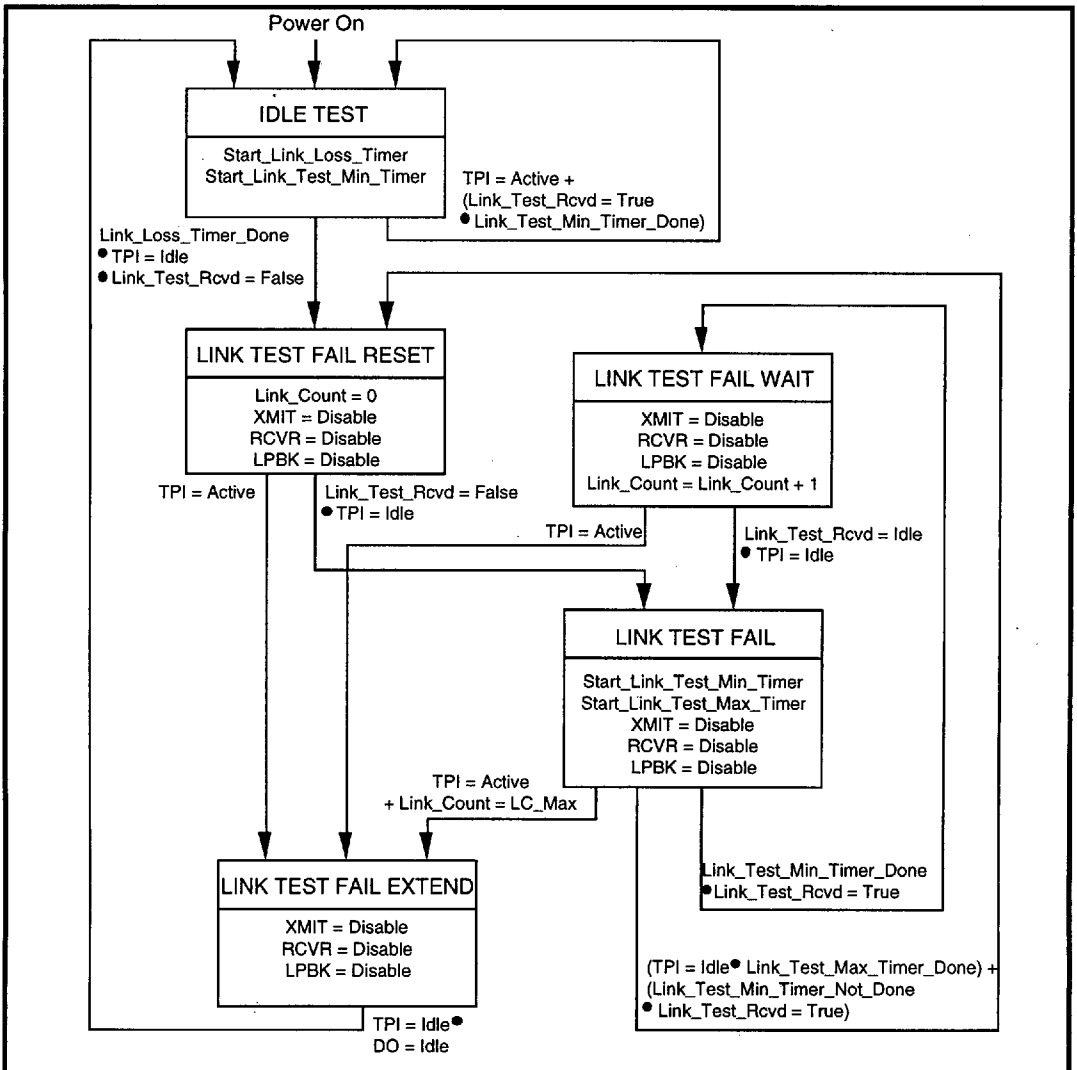 Power On
IDLE TEST
Start_Link_Loss_Timer
Start_Link_Test_Min_Timer
TPI = Active +
(Link_Test_Rcvd = True
● Link_Test_Min_Timer_Done)
Link_Loss_Timer_Done
● TPI = Idle
● Link_Test_Rcvd = False
LINK TEST FAIL RESET
Link_Count = 0
XMIT = Disable
RCVR = Disable
LPBK = Disable
LINK TEST FAIL WAIT
XMIT = Disable
RCVR = Disable
LPBK = Disable
Link_Count = Link_Count + 1
TPI = Active
Link_Test_Rcvd = False
● TPI = Idle
TPI = Active
Link_Test_Rcvd = Idle
● TPI = Idle
LINK TEST FAIL
Start_Link_Test_Min_Timer
Start_Link_Test_Max_Timer
XMIT = Disable
RCVR = Disable
LPBK = Disable
TPI = Active
+ Link_Count = LC_Max
Link_Test_Min_Timer_Done
● Link_Test_Rcvd = True
LINK TEST FAIL EXTEND
XMIT = Disable
RCVR = Disable
LPBK = Disable
(TPI = Idle ● Link_Test_Max_Timer_Done) +
(Link_Test_Min_Timer_Not_Done
● Link_Test_Rcvd = True)
TPI = Idle ●
DO = Idle